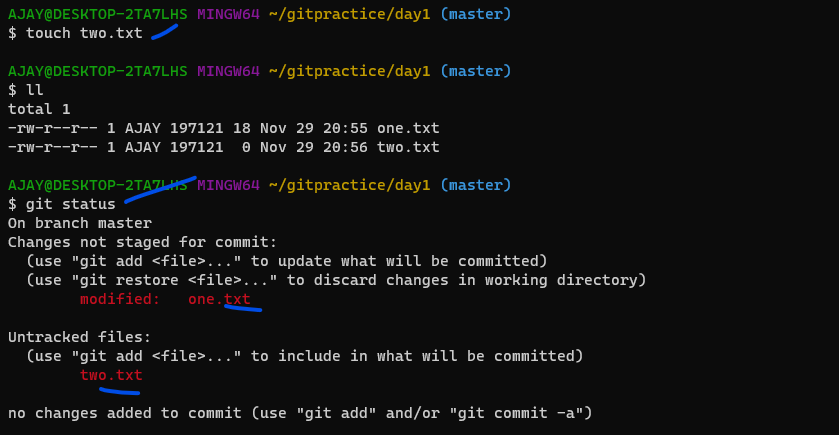 AJAY@DESKTOP-2TA7LHS MINGW64 ~/gitpractice/day1 (master)
$ touch two.txt
AJAY@DESKTOP-2TA7LHS MINGW64 ~/gitpractice/day1 (master)
$ ll
total 1
-rw-r--r-- 1 AJAY 197121 18 Nov 29 20:55 one.txt
-rw-r--r-- 1 AJAY 197121  0 Nov 29 20:56 two.txt
AJAY@DESKTOP-2TA7LHS MINGW64 ~/gitpractice/day1 (master)
$ git status
On branch master
Changes not staged for commit:
  (use "git add <file>..." to update what will be committed)
  (use "git restore <file>..." to discard changes in working directory)
        modified:   one.txt
Untracked files:
  (use "git add <file>..." to include in what will be committed)
        two.txt
no changes added to commit (use "git add" and/or "git commit -a")